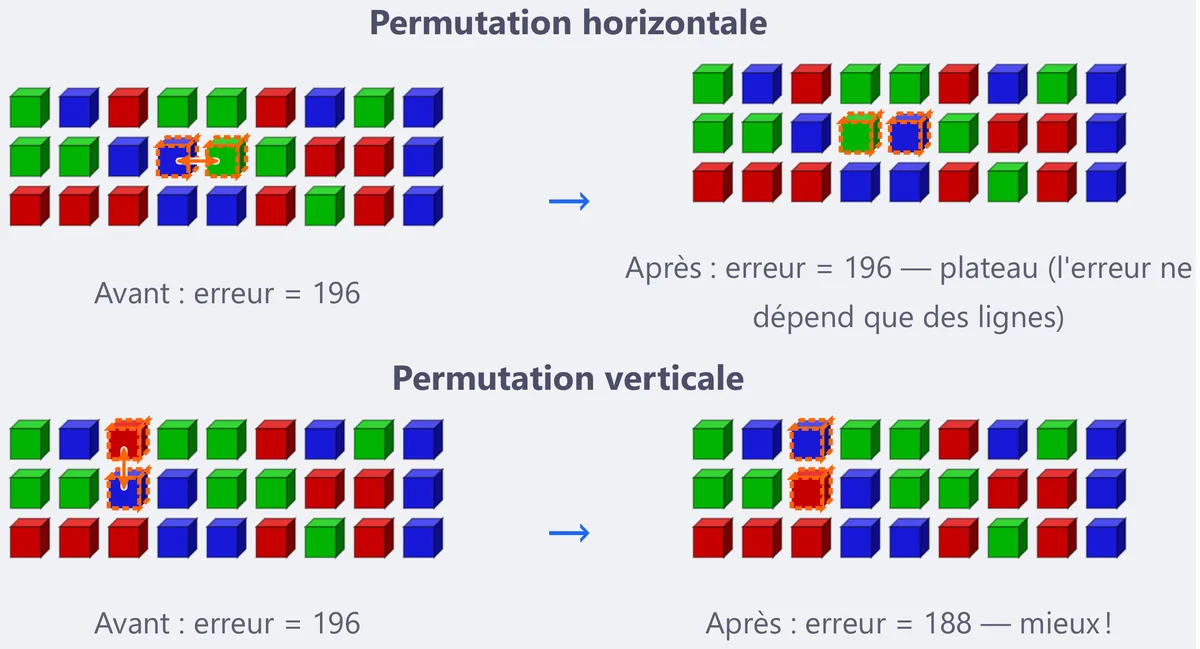 Permutation horizontale
Avant : erreur = 196
→
Après : erreur = 196 — plateau (l'erreur ne
dépend que des lignes)
Permutation verticale
Avant : erreur = 196
→
Après : erreur = 188 — mieux !